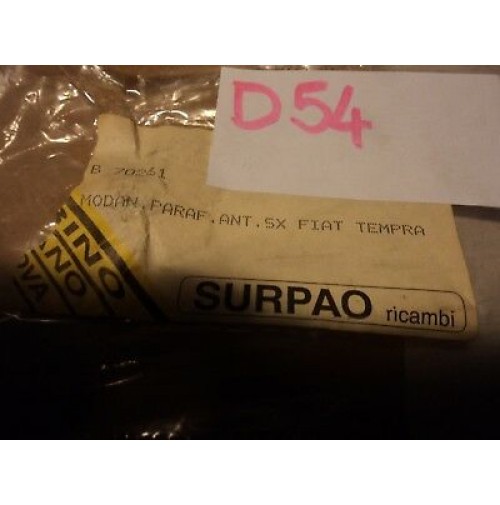 D54
B 70261
MODAN.PARAF.ANT.SX FIAT TEMPRA
SURPAO ricambi